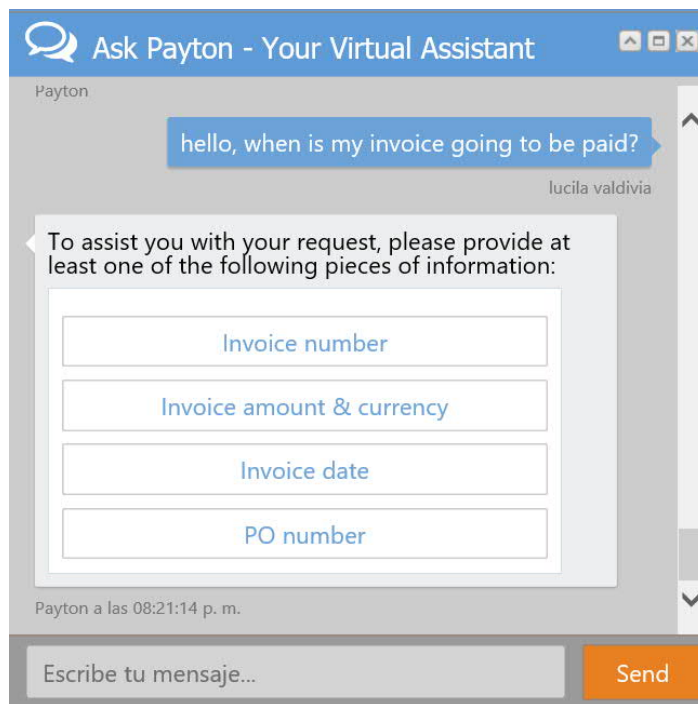 Ask Payton - Your Virtual Assistant
Payton
hello, when is my invoice going to be paid?
lucila valdivia
To assist you with your request, please provide at
least one of the following pieces of information:
Invoice number
Invoice amount & currency
Invoice date
PO number
Payton a las 08:21:14 p. m.
Escribe tu mensaje...
Send